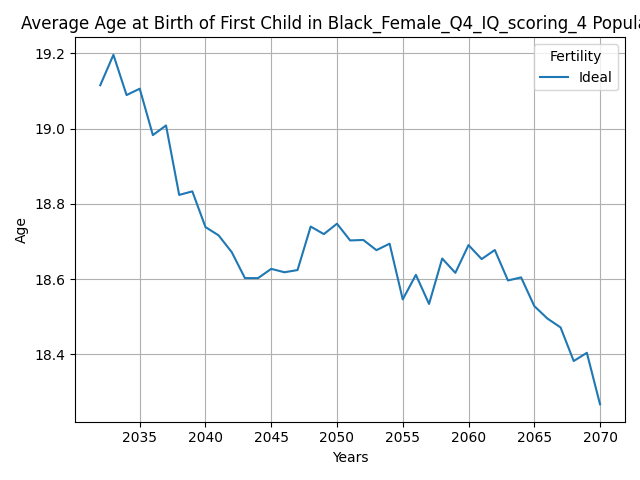 Average Age at Birth of First Child in Black_Female_Q4_IQ_scoring_4 Popula
Fertility
Ideal
19.2
19.0
18.8
18.6
18.4
Age
2035 2040 2045 2050 2055 2060 2065 2070
Years